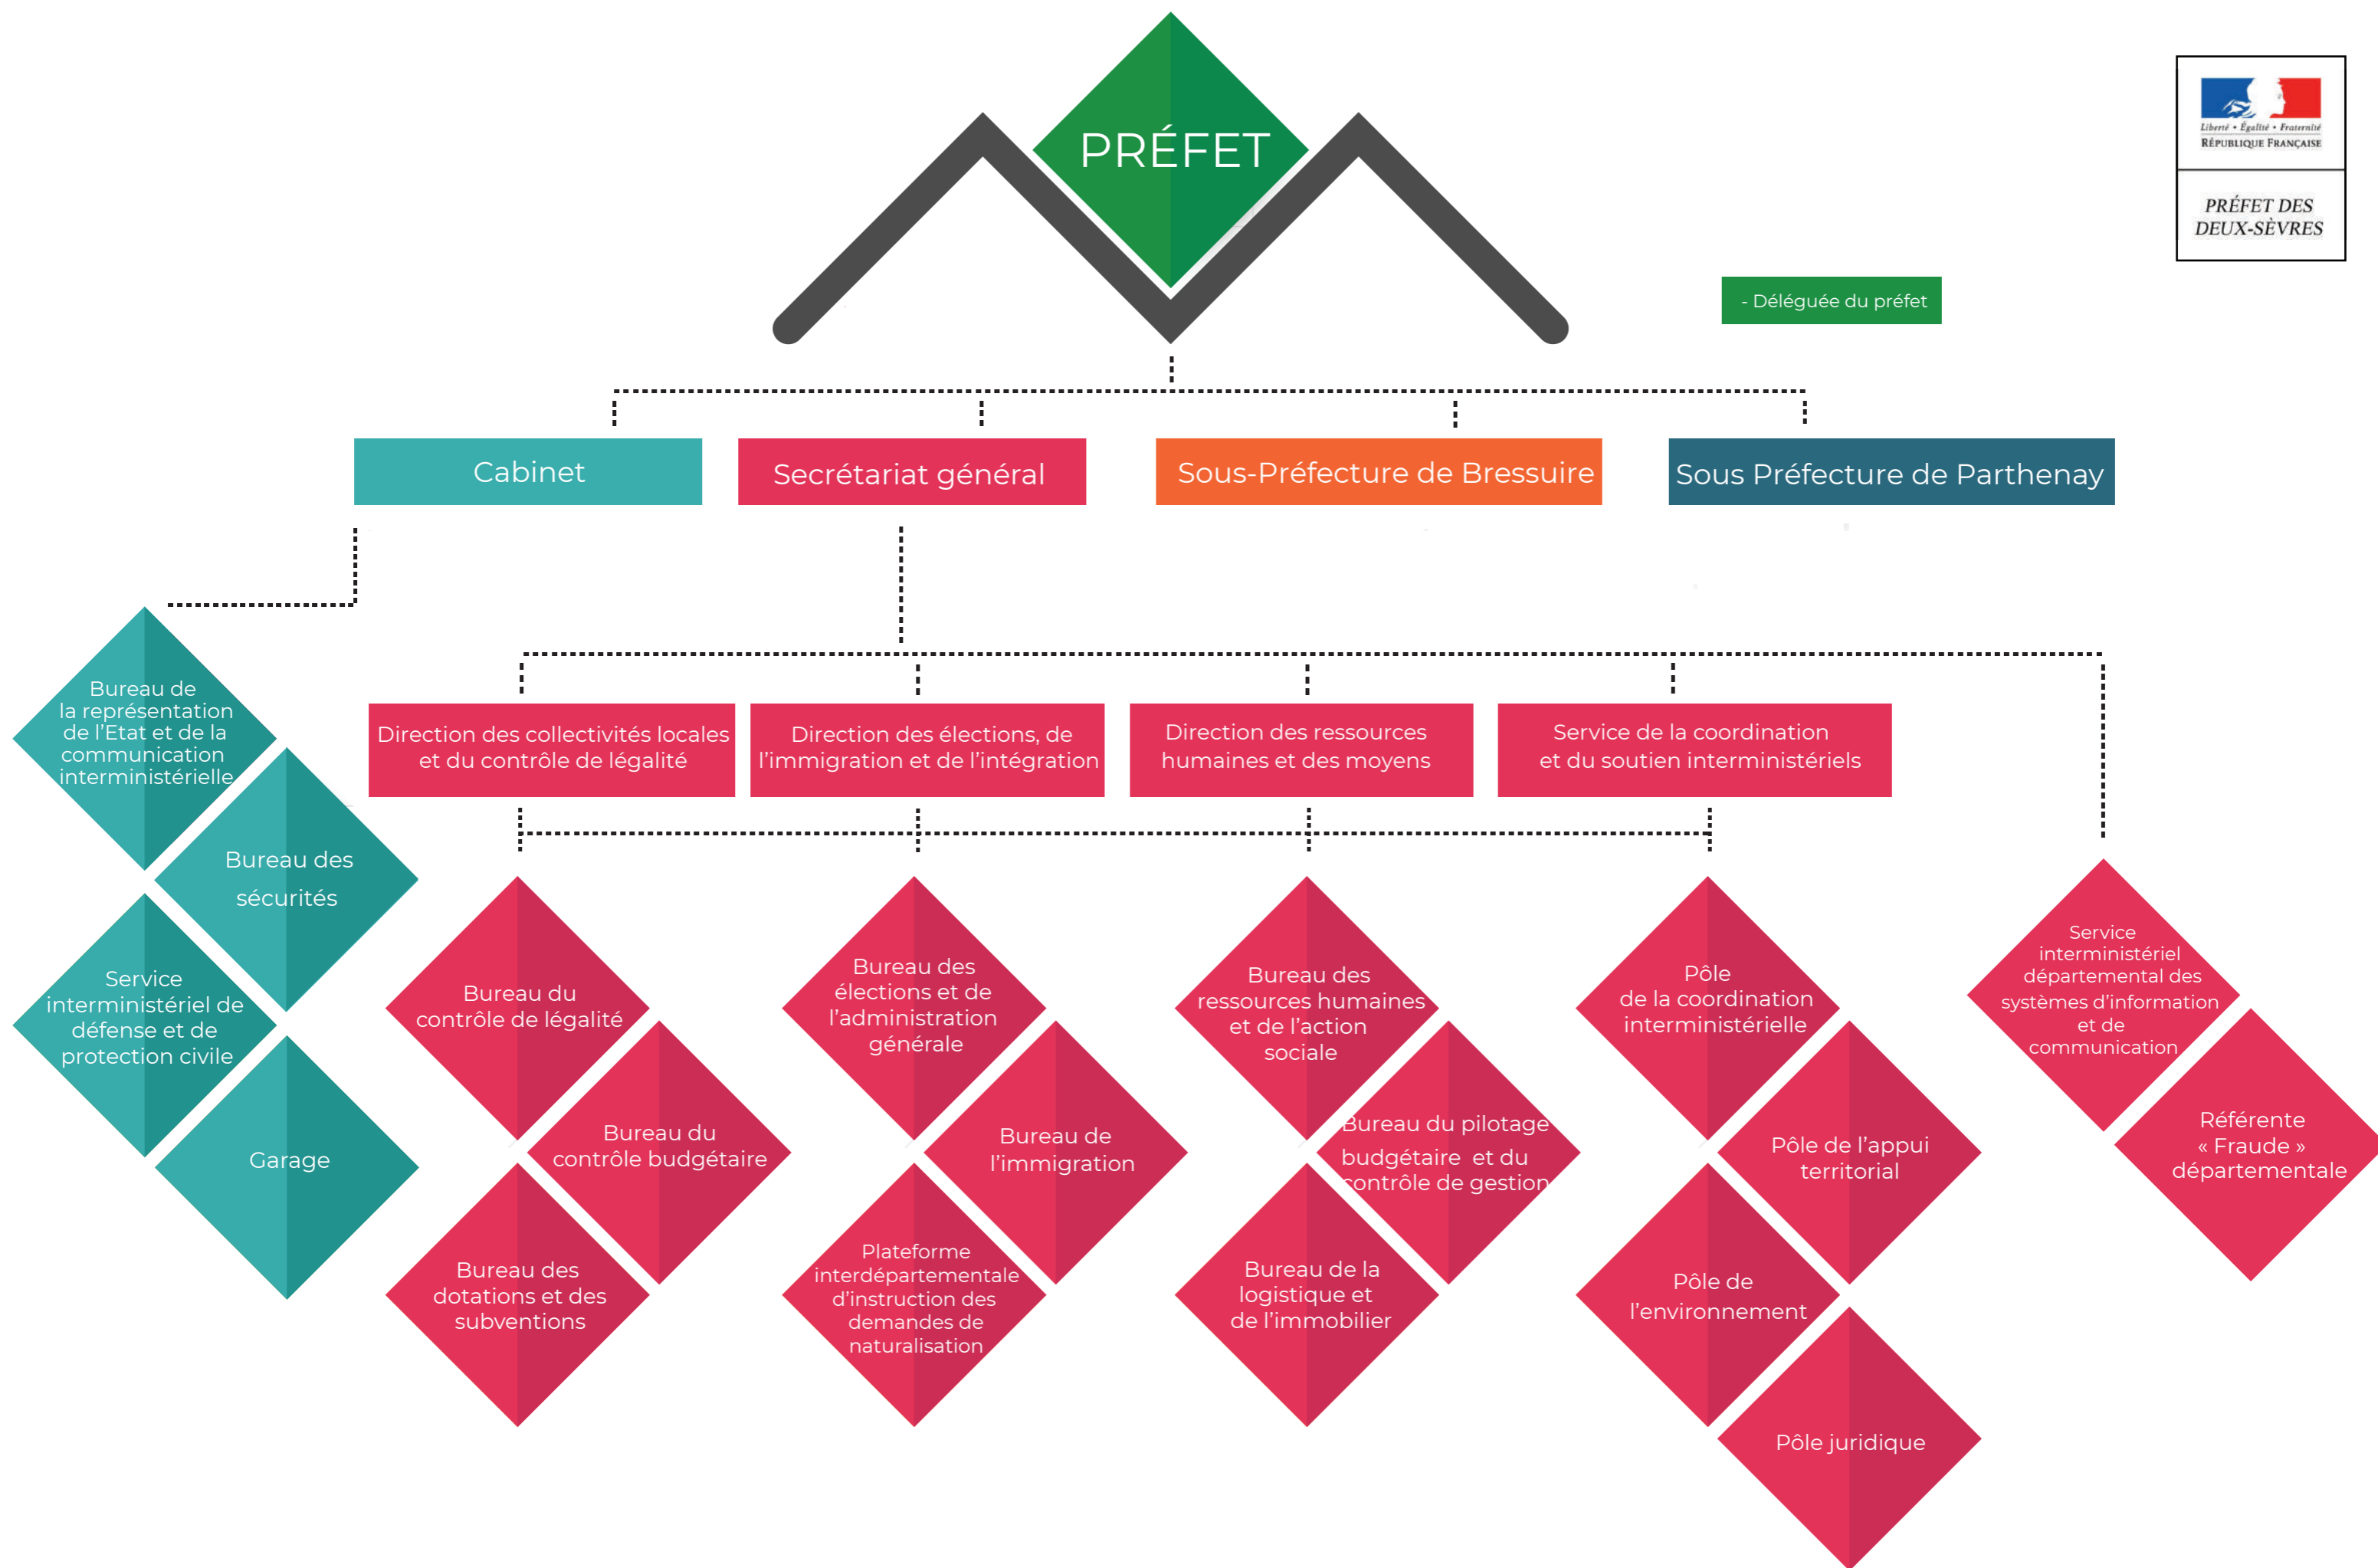 PRÉFET
Liberté • Égalité • Fraternité
RÉPUBLIQUE FRANÇAISE
PRÉFET DES
DEUX-SÈVRES
- Déléguée du préfet
Cabinet
Secrétariat général
Sous-Préfecture de Bressuire
Sous Préfecture de Parthenay
Bureau de
la représentation
de l'Etat et de la
communication
interministérielle
Bureau des
sécurités
Service
interministériel de
défense et de
protection civile
Garage
Direction des collectivités locales
et du contrôle de légalité
Direction des élections, de
l'immigration et de l'intégration
Direction des ressources
humaines et des moyens
Service de la coordination
et du soutien interministériels
Bureau du
contrôle de légalité
Bureau du
contrôle budgétaire
Bureau des
dotations et des
subventions
Bureau des
élections et de
l'administration
générale
Bureau de
l'immigration
Plateforme
interdépartementale
d'instruction des
demandes de
naturalisation
Bureau des
ressources humaines
et de l'action
sociale
Bureau du pilotage
budgétaire et du
contrôle de gestion
Bureau de la
logistique et
de l'immobilier
Pôle
de la coordination
interministérielle
Pôle de l'appui
territorial
Pôle de
l'environnement
Pôle juridique
Service
interministériel
départemental des
systèmes d'information
et de
communication
Référente
« Fraude »
départementale